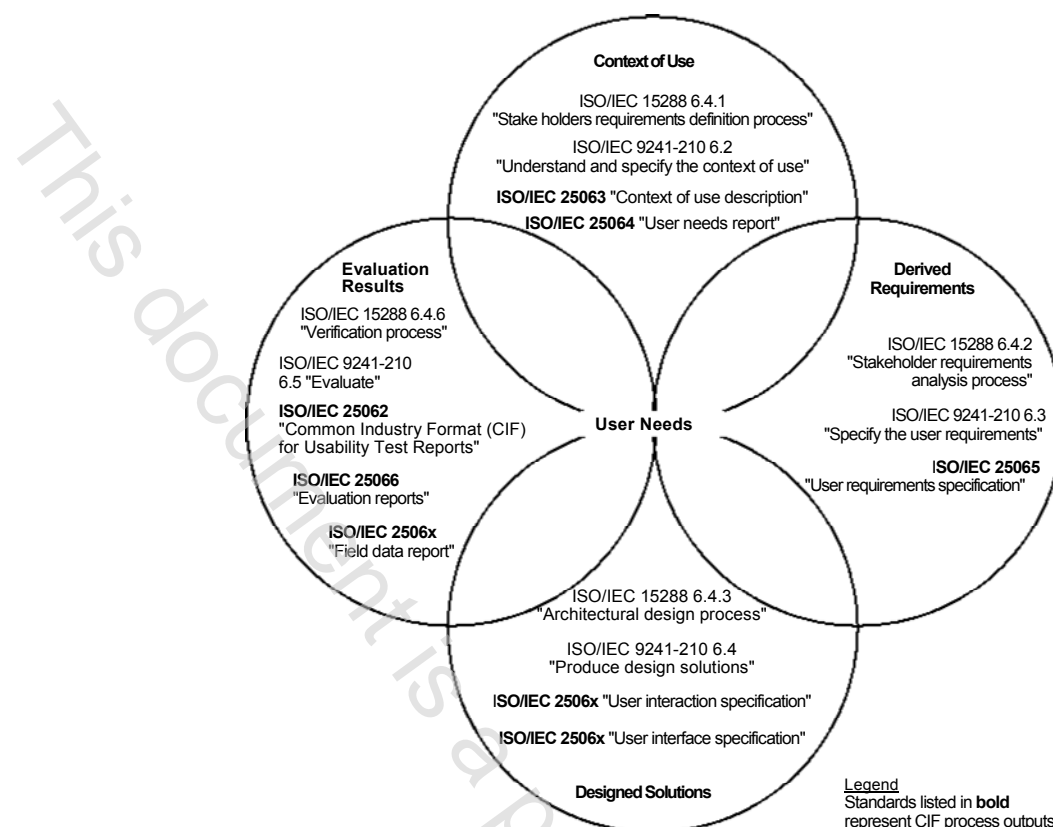 Context of Use
ISO/IEC 15288 6.4.1
"Stake holders requirements definition process"
ISO/IEC 9241-210 6.2
"Understand and specify the context of use"
ISO/IEC 25063 "Context of use description"
ISO/IEC 25064 "User needs report"
Evaluation
Results
ISO/IEC 15288 6.4.6
"Verification process"
ISO/IEC 9241-210
6.5 "Evaluate"
ISO/IEC 25062
"Common Industry Format (CIF)
for Usability Test Reports"
ISO/IEC 25066
"Evaluation reports"
ISO/IEC 2506x
"Field data report"
User Needs
Derived
Requirements
ISO/IEC 15288 6.4.2
"Stakeholder requirements
analysis process"
ISO/IEC 9241-210 6.3
"Specify the user requirements"
ISO/IEC 25065
"User requirements specification"
ISO/IEC 15288 6.4.3
"Architectural design process"
ISO/IEC 9241-210 6.4
"Produce design solutions"
ISO/IEC 2506x "User interaction specification"
ISO/IEC 2506x "User interface specification"
Designed Solutions
Legend
Standards listed in bold
represent CIF process outputs
This document is a p